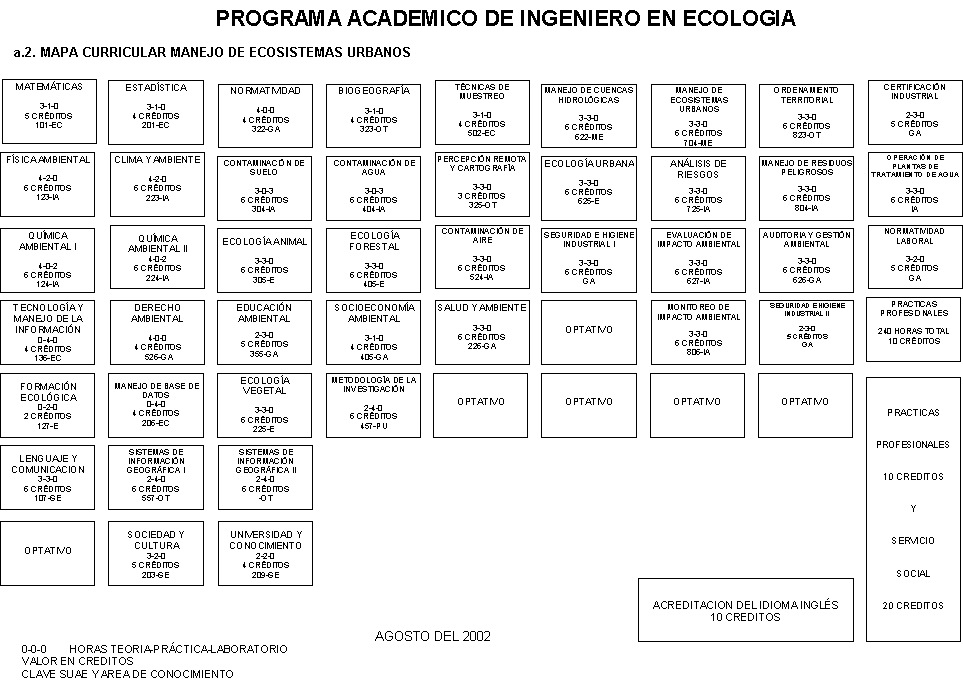 PROGRAMA ACADEMICO DE INGENIERO EN ECOLOGIA
a.2. MAPA CURRICULAR MANEJO DE ECOSISTEMAS URBANOS
MATEMÁTICAS
3-1-0
5 CRÉDITOS
101-EC
ESTADÍSTICA
3-1-0
4 CRÉDITOS
201-EC
NORMATIVIDAD
4-0-0
4 CRÉDITOS
322-GA
BIOGEOGRAFÍA
3-1-0
4 CRÉDITOS
323-OT
TÉCNICAS DE
MUESTREO
3-1-0
4 CRÉDITOS
502-EC
MANEJO DE CUENCAS
HIDROLÓGICAS
3-3-0
6 CRÉDITOS
622-ME
MANEJO DE
ECOSISTEMAS
URBANOS
3-3-0
6 CRÉDITOS
704-ME
ORDENAMIENTO
TERRITORIAL
3-3-0
6 CRÉDITOS
823-OT
CERTIFICACIÓN
INDUSTRIAL
2-3-0
5 CRÉDITOS
GA
FÍSICA AMBIENTAL
4-2-0
6 CRÉDITOS
123-IA
CLIMA Y AMBIENTE
4-2-0
6 CRÉDITOS
223-IA
CONTAMINACIÓN DE
SUELO
3-0-3
6 CRÉDITOS
304-IA
CONTAMINACIÓN DE
AGUA
3-0-3
6 CRÉDITOS
404-IA
PERCEPCIÓN REMOTA
Y CARTOGRAFÍA
3-3-0
3 CRÉDITOS
325-OT
ECOLOGÍA URBANA
3-3-0
6 CRÉDITOS
625-E
ANÁLISIS DE
RIESGOS
3-3-0
6 CRÉDITOS
725-IA
MANEJO DE RESIDUOS
PELIGROSOS
3-3-0
6 CRÉDITOS
804-IA
OPERACIÓN DE
PLANTAS DE
TRATAMIENTO DE AGUA
3-3-0
6 CRÉDITOS
IA
QUÍMICA
AMBIENTAL I
4-0-2
6 CRÉDITOS
124-IA
QUÍMICA
AMBIENTAL II
4-0-2
6 CRÉDITOS
224-IA
ECOLOGÍA ANIMAL
3-3-0
6 CRÉDITOS
305-E
ECOLOGÍA
FORESTAL
3-3-0
6 CRÉDITOS
405-E
CONTAMINACIÓN DE
AIRE
3-3-0
6 CRÉDITOS
524-IA
SEGURIDAD E HIGIENE
INDUSTRIAL I
3-3-0
6 CRÉDITOS
GA
EVALUACIÓN DE
IMPACTO AMBIENTAL
3-3-0
6 CRÉDITOS
627-IA
AUDITORIA Y GESTIÓN
AMBIENTAL
3-3-0
6 CRÉDITOS
626-GA
NORMATIVIDAD
LABORAL
3-2-0
5 CRÉDITOS
GA
TECNOLOGÍA Y
MANEJO DE LA
INFORMACIÓN
0-4-0
4 CRÉDITOS
136-EC
DERECHO
AMBIENTAL
4-0-0
4 CRÉDITOS
526-GA
EDUCACIÓN
AMBIENTAL
2-3-0
5 CRÉDITOS
355-GA
SOCIOECONOMÍA
AMBIENTAL
3-1-0
4 CRÉDITOS
405-GA
SALUD Y AMBIENTE
3-3-0
6 CRÉDITOS
226-GA
OPTATIVO
MONITOREO DE
IMPACTO AMBIENTAL
3-3-0
6 CRÉDITOS
806-IA
SEGURIDAD E HIGIENE
INDUSTRIAL II
2-3-0
5 CRÉDITOS
GA
PRACTICAS
PROFESIONALES
240 HORAS TOTAL
10 CRÉDITOS
FORMACIÓN
ECOLÓGICA
0-2-0
2 CRÉDITOS
127-E
MANEJO DE BASE DE
DATOS
0-4-0
4 CRÉDITOS
206-EC
ECOLOGÍA
VEGETAL
3-3-0
6 CRÉDITOS
225-E
METODOLOGÍA DE LA
INVESTIGACIÓN
2-4-0
6 CRÉDITOS
457-PU
OPTATIVO
OPTATIVO
OPTATIVO
OPTATIVO
PRACTICAS
PROFESIONALES
10 CREDITOS
Y
SERVICIO
SOCIAL
20 CREDITOS
LENGUAJE Y
COMUNICACION
3-3-0
6 CRÉDITOS
107-SE
SISTEMAS DE
INFORMACIÓN
GEOGRÁFICA I
2-4-0
6 CRÉDITOS
557-OT
SISTEMAS DE
INFORMACIÓN
GEOGRÁFICA II
2-4-0
6 CRÉDITOS
-OT
OPTATIVO
SOCIEDAD Y
CULTURA
3-2-0
5 CRÉDITOS
203-SE
UNIVERSIDAD Y
CONOCIMIENTO
2-2-0
4 CRÉDITOS
209-SE
ACREDITACION DEL IDIOMA INGLÉS
10 CREDITOS
AGOSTO DEL 2002
0-0-0 HORAS TEORIA-PRÁCTICA-LABORATORIO
VALOR EN CREDITOS
CLAVE SUAE Y AREA DE CONOCIMIENTO